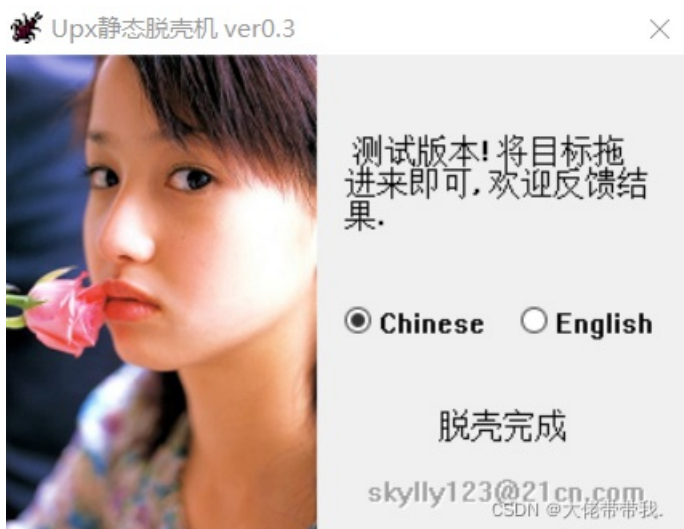 Upx静态脱壳机 ver0.3
测试版本! 将目标拖
进来即可, 欢迎反馈结
果.
Chinese English
脱壳完成
skylly123@21cn.com
CSDN @大佬带带我.